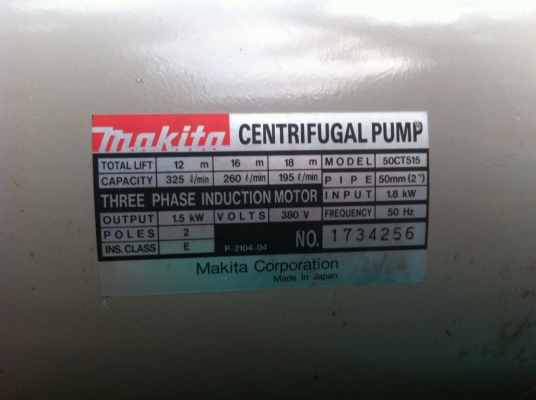 makita CENTRIFUGAL PUMP
TOTAL LIFT 12 m 16 m 18 m MODEL 50CT515
CAPACITY 325 ℓ/min 260 ℓ/min 195 ℓ/min PIPE 50mm (2")
THREE PHASE INDUCTION MOTOR INPUT 1.8 kW
OUTPUT 1.5 kW VOLTS 380 V FREQUENCY 50 Hz
POLES 2
INS. CLASS E P-2104-04 NO. 1734256
Makita Corporation
Made in Japan